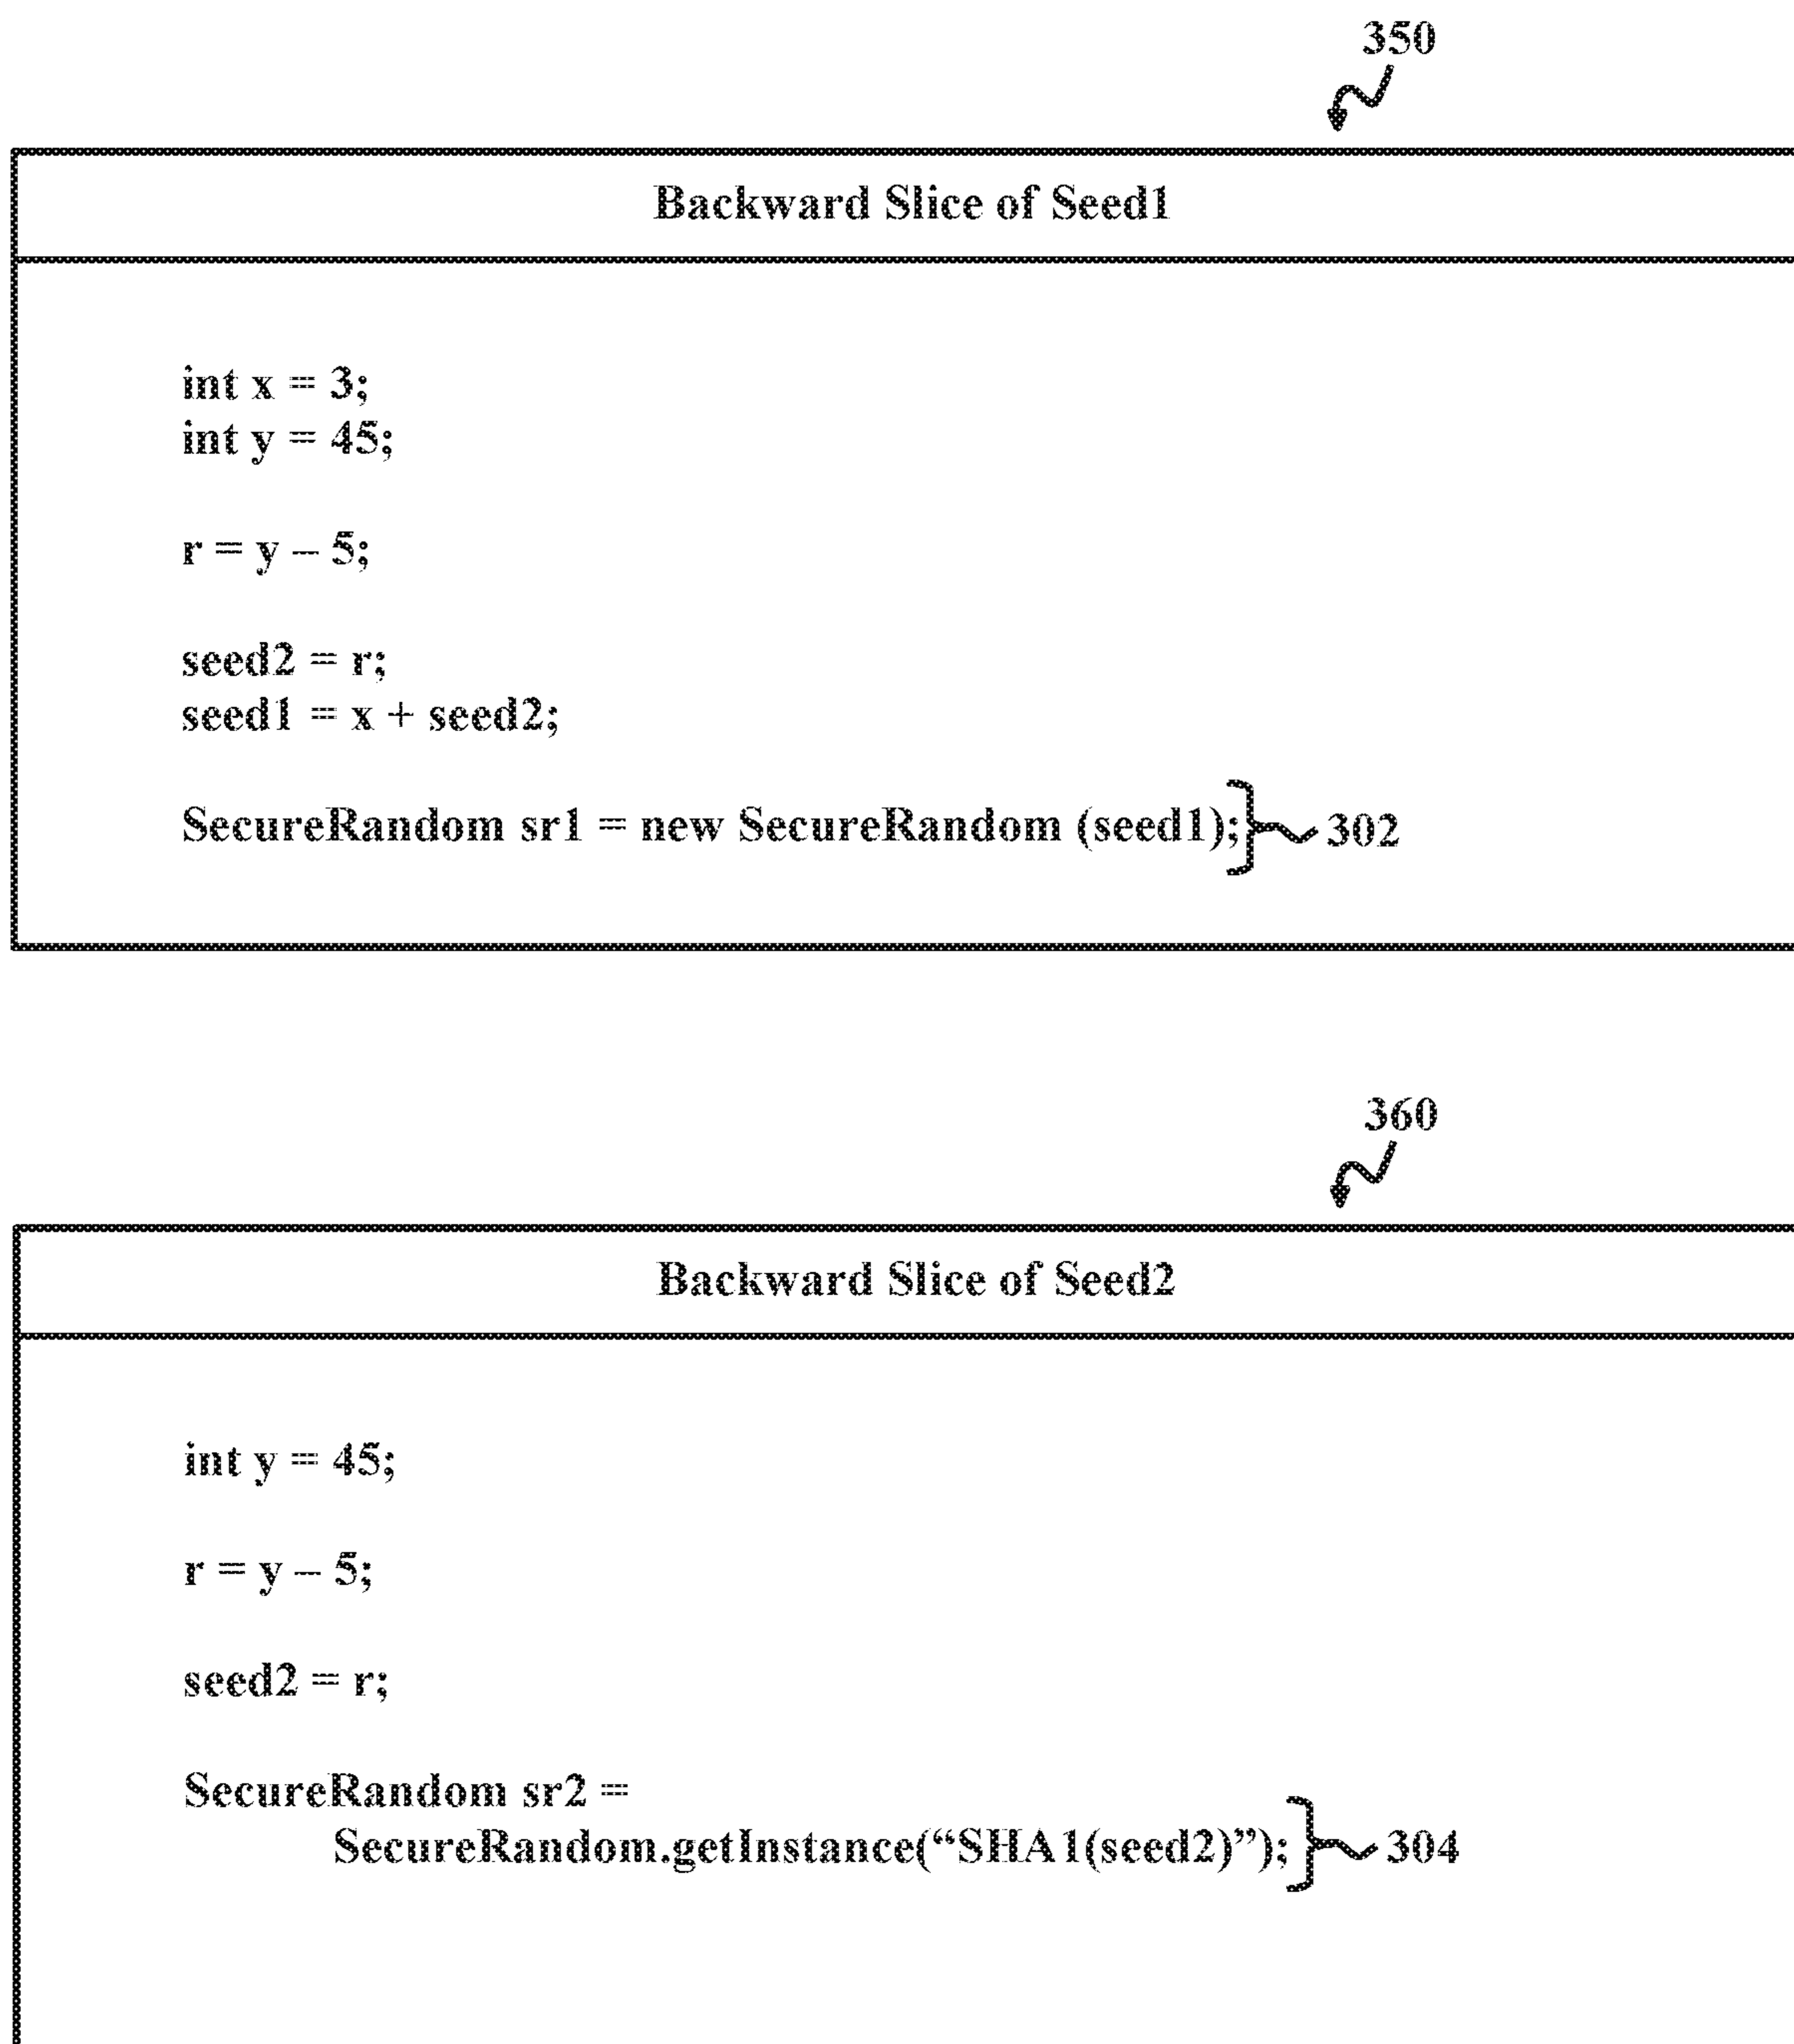 350
Backward Slice of Seed1
int x = 3;
int y = 45;
r = y – 5;
seed2 = r;
seed1 = x + seed2;
SecureRandom sr1 = new SecureRandom (seed1);
302
360
Backward Slice of Seed2
int y = 45;
r = y – 5;
seed2 = r;
SecureRandom sr2 =
SecureRandom.getInstance(“SHA1(seed2)”);
304